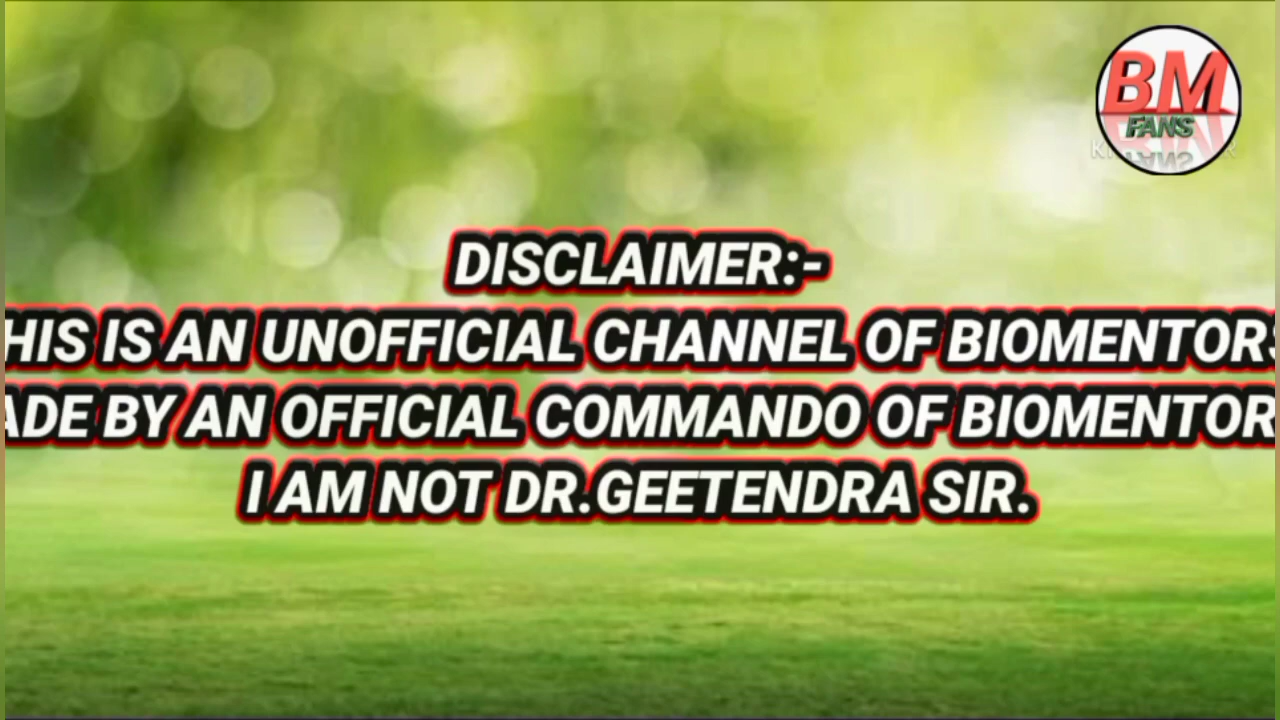 BM
FANS
DISCLAIMER:-
HIS IS AN UNOFFICIAL CHANNEL OF BIOMENTORS
ADE BY AN OFFICIAL COMMANDO OF BIOMENTOR
I AM NOT DR.GEETENDRA SIR.